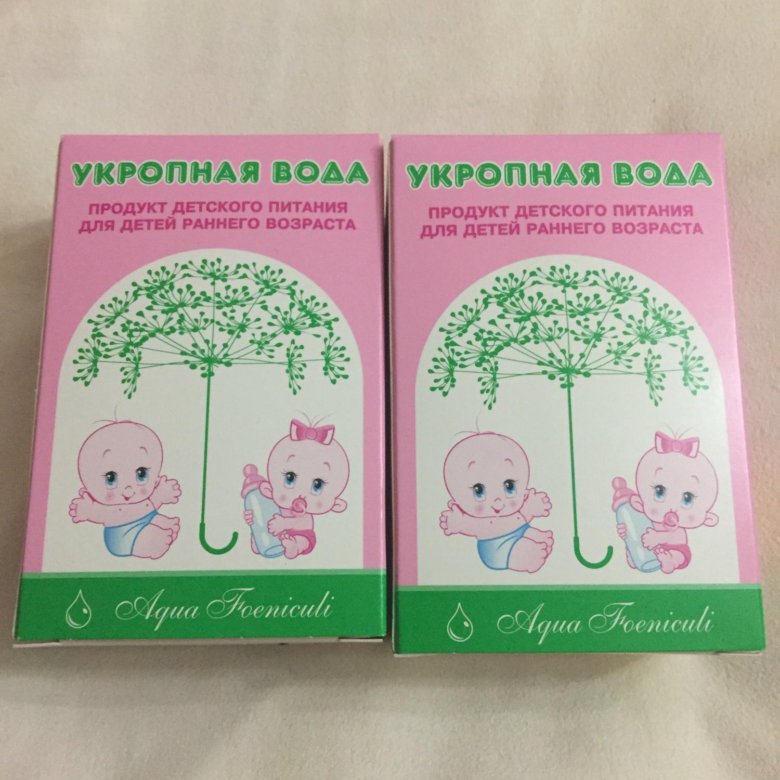 УКРОПНАЯ ВОДА
ПРОДУКТ ДЕТСКОГО ПИТАНИЯ
ДЛЯ ДЕТЕЙ РАННЕГО ВОЗРАСТА
Aqua Foeniculi
УКРОПНАЯ ВОДА
ПРОДУКТ ДЕТСКОГО ПИТАНИЯ
ДЛЯ ДЕТЕЙ РАННЕГО ВОЗРАСТА
Aqua Foeniculi